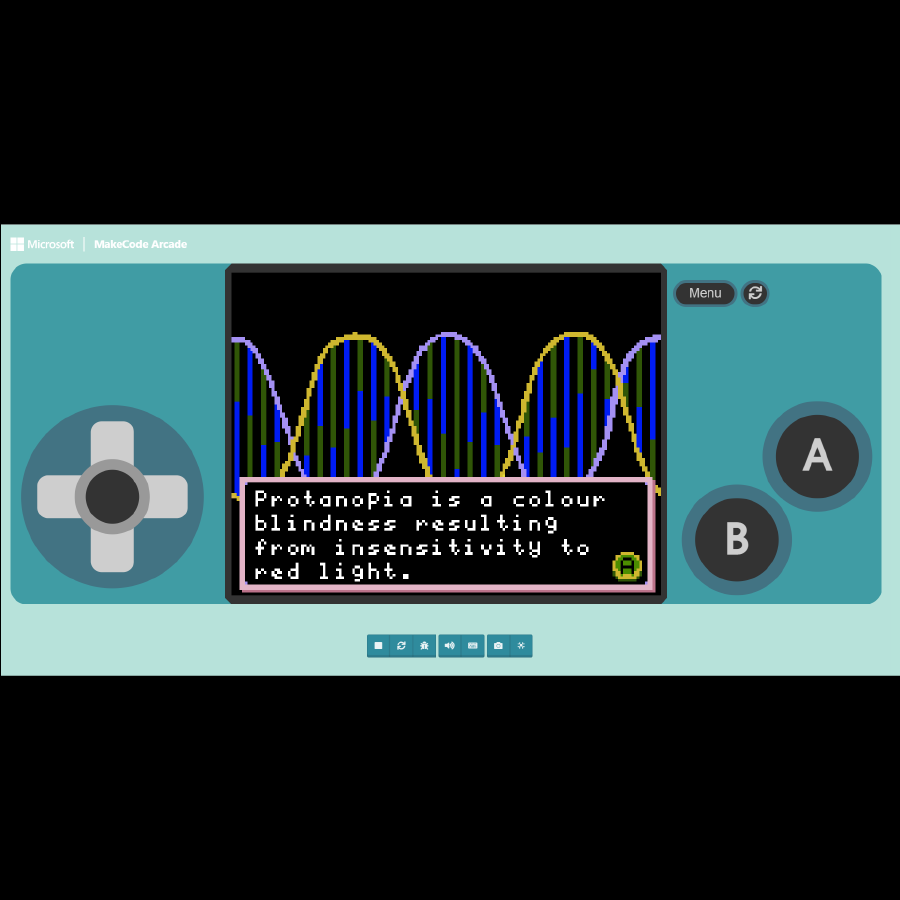 Microsoft | MakeCode Arcade
Menu
Protanopia is a colour
blindness resulting
from insensitivity to
red light.
A
A
B